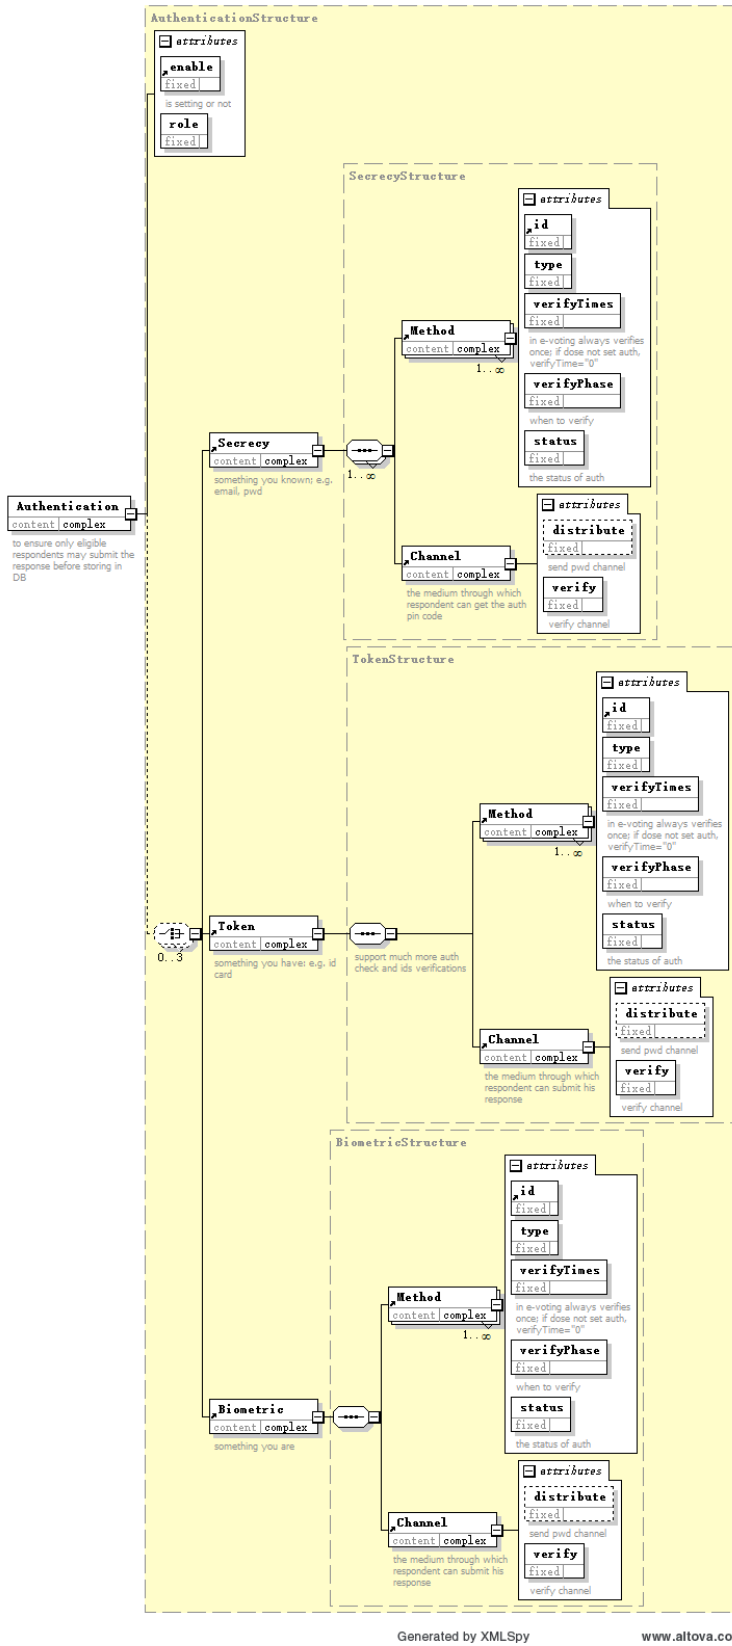 AuthenticationStructure
attributes
enable
fixed
is setting or not
role
fixed
SecrecyStructure
attributes
id
fixed
type
fixed
verifyTimes
fixed
in e-voting always verifies
once; if dose not set auth,
verifyTime="0"
verifyPhase
fixed
when to verify
status
fixed
the status of auth
Method
content complex
1..∞
Secrecy
content complex
something you known; e.g.
email, pwd
1..∞
attributes
distribute
fixed
send pwd channel
verify
fixed
verify channel
Channel
content complex
the medium through which
respondent can get the auth
pin code
Authentication
content complex
to ensure only eligible
respondents may submit the
response before storing in
DB
TokenStructure
attributes
id
fixed
type
fixed
verifyTimes
fixed
in e-voting always verifies
once; if dose not set auth,
verifyTime="0"
verifyPhase
fixed
when to verify
status
fixed
the status of auth
Method
content complex
1..∞
0..3
Token
content complex
something you have: e.g. id
card
support much more auth
check and ids verifications
attributes
distribute
fixed
send pwd channel
verify
fixed
verify channel
Channel
content complex
the medium through which
respondent can submit his
response
BiometricStructure
attributes
id
fixed
type
fixed
verifyTimes
fixed
in e-voting always verifies
once; if dose not set auth,
verifyTime="0"
verifyPhase
fixed
when to verify
status
fixed
the status of auth
Method
content complex
1..∞
Biometric
content complex
something you are
attributes
distribute
fixed
send pwd channel
verify
fixed
verify channel
Channel
content complex
the medium through which
respondent can submit his
response
Generated by XMLSpy
www.altova.co